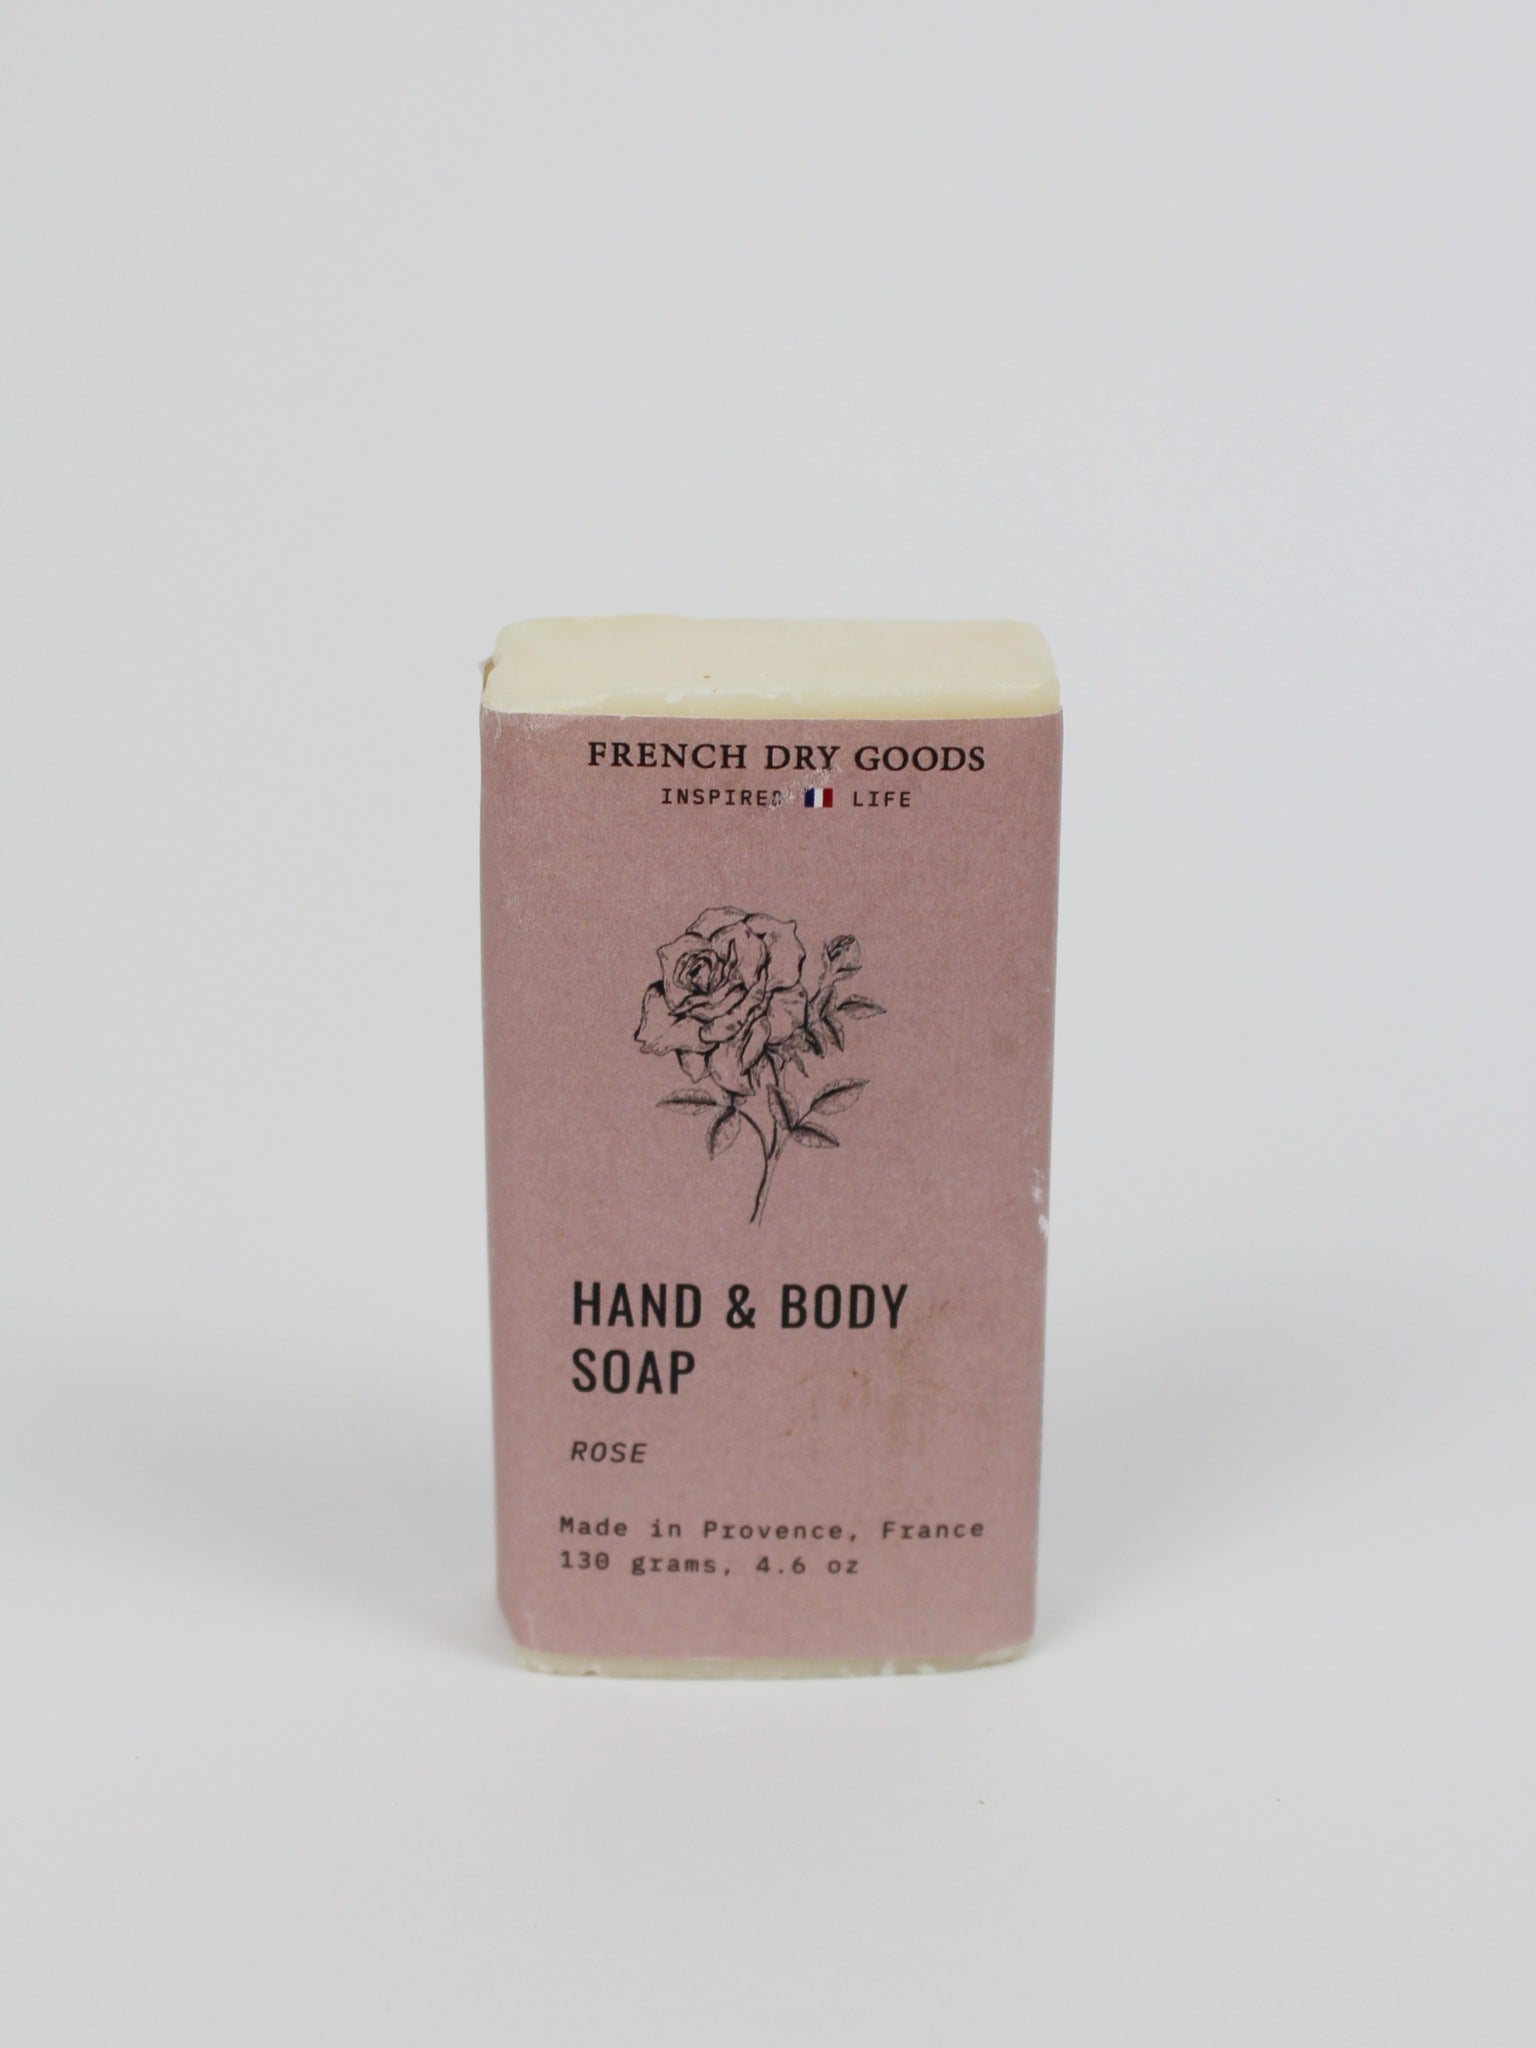 FRENCH DRY GOODS
INSPIRED LIFE
HAND & BODY
SOAP
ROSE
Made in Provence, France
130 grams, 4.6 oz